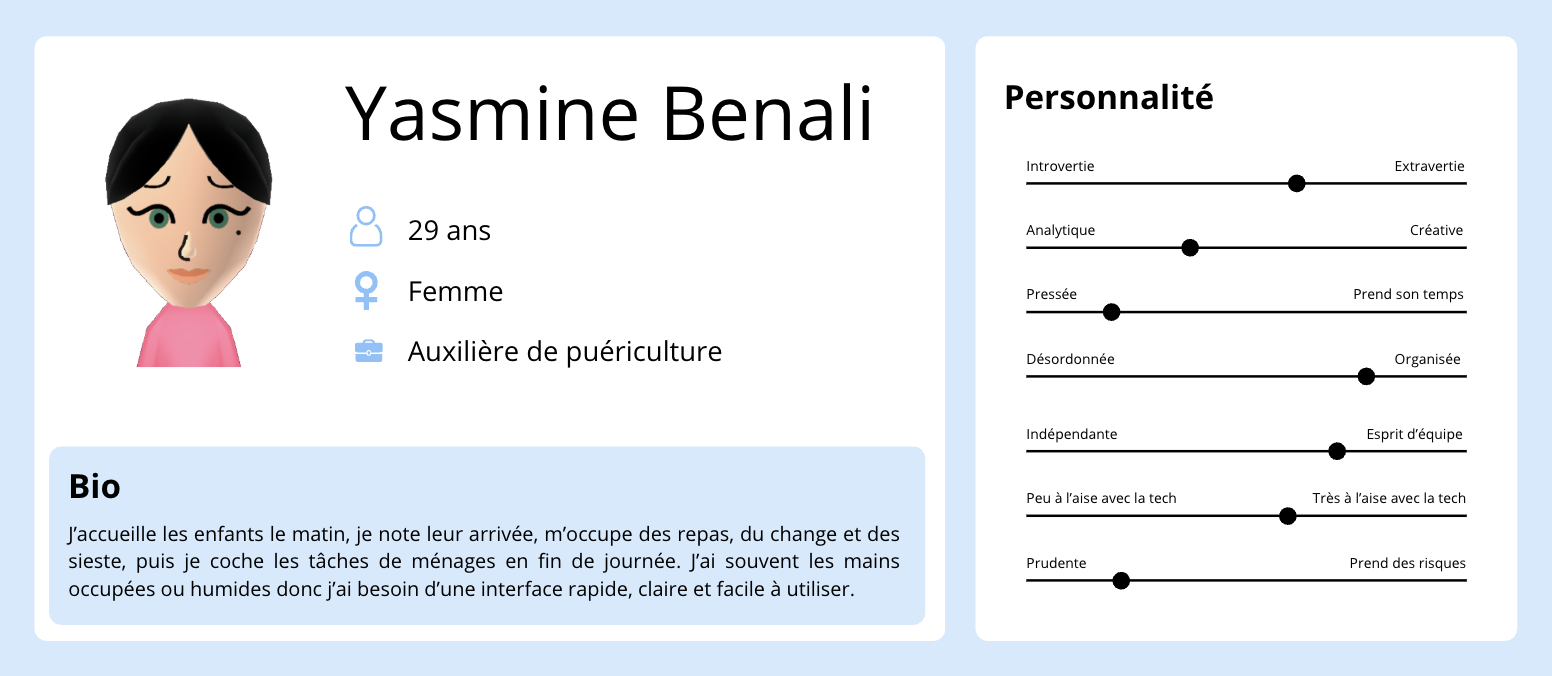 Yasmine Benali
29 ans
Femme
Auxilière de puériculture
Bio
J’accueille les enfants le matin, je note leur arrivée, m’occupe des repas, du change et des
sieste, puis je coche les tâches de ménages en fin de journée. J’ai souvent les mains
occupées ou humides donc j’ai besoin d’une interface rapide, claire et facile à utiliser.
Personnalité
Introvertie Extravertie
Analytique Créative
Pressée Prend son temps
Désordonnée Organisée
Indépendante Esprit d’équipe
Peu à l’aise avec la tech Très à l’aise avec la tech
Prudente Prend des risques